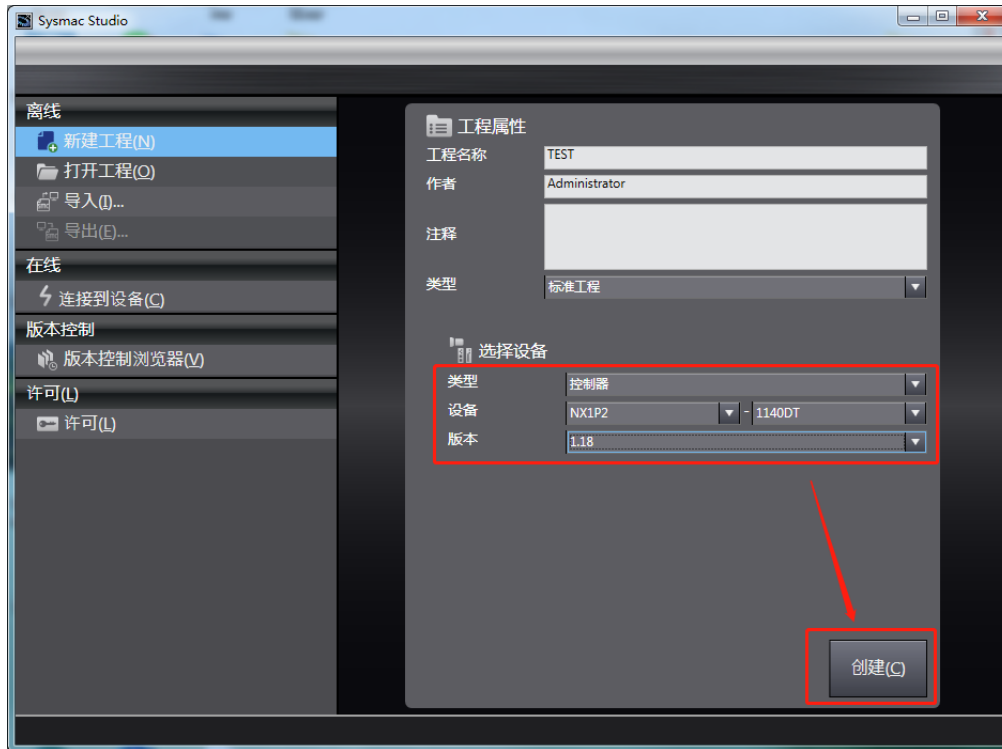 Sysmac Studio
离线
新建工程(N)
打开工程(O)
导入(I)...
导出(E)...
在线
连接到设备(C)
版本控制
版本控制浏览器(V)
许可(L)
许可(L)
工程属性
工程名称 TEST
作者 Administrator
注释
类型 标准工程
选择设备
类型 控制器
设备 NX1P2 - 1140DT
版本 1.18
创建(C)